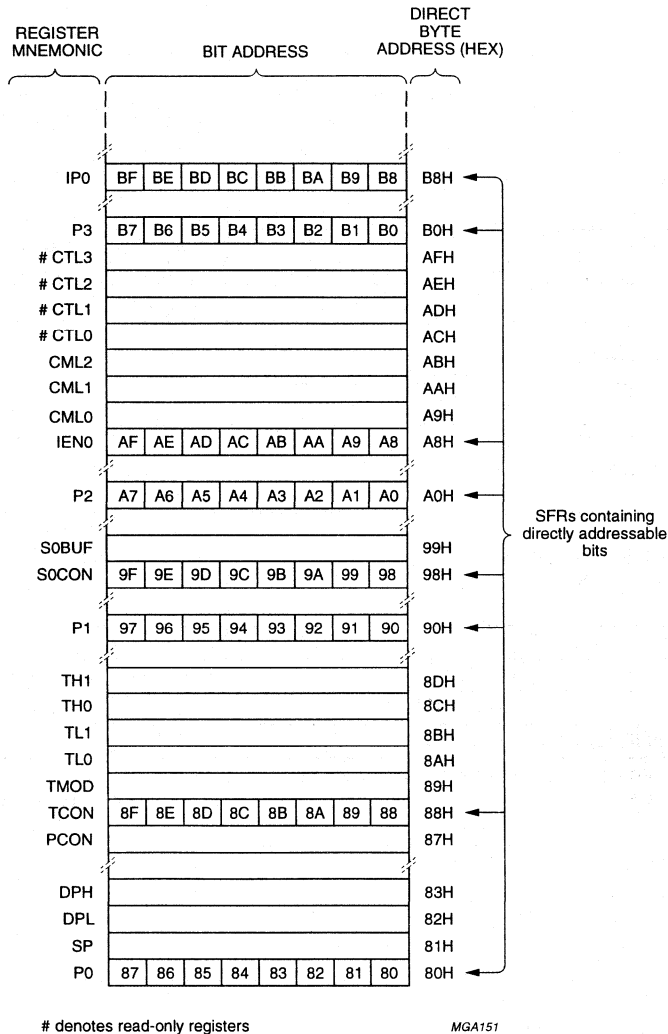 REGISTER
MNEMONIC
BIT ADDRESS
DIRECT
BYTE
ADDRESS (HEX)
IP0 BF BE BD BC BB BA B9 B8 B8H
P3 B7 B6 B5 B4 B3 B2 B1 B0 B0H
# CTL3 AFH
# CTL2 AEH
# CTL1 ADH
# CTL0 ACH
CML2 ABH
CML1 AAH
CML0 A9H
IEN0 AF AE AD AC AB AA A9 A8 A8H
P2 A7 A6 A5 A4 A3 A2 A1 A0 A0H
SFRs containing
directly addressable
bits
S0BUF 99H
S0CON 9F 9E 9D 9C 9B 9A 99 98 98H
P1 97 96 95 94 93 92 91 90 90H
TH1 8DH
TH0 8CH
TL1 8BH
TL0 8AH
TMOD 89H
TCON 8F 8E 8D 8C 8B 8A 89 88 88H
PCON 87H
DPH 83H
DPL 82H
SP 81H
P0 87 86 85 84 83 82 81 80 80H
# denotes read-only registers
MGA151